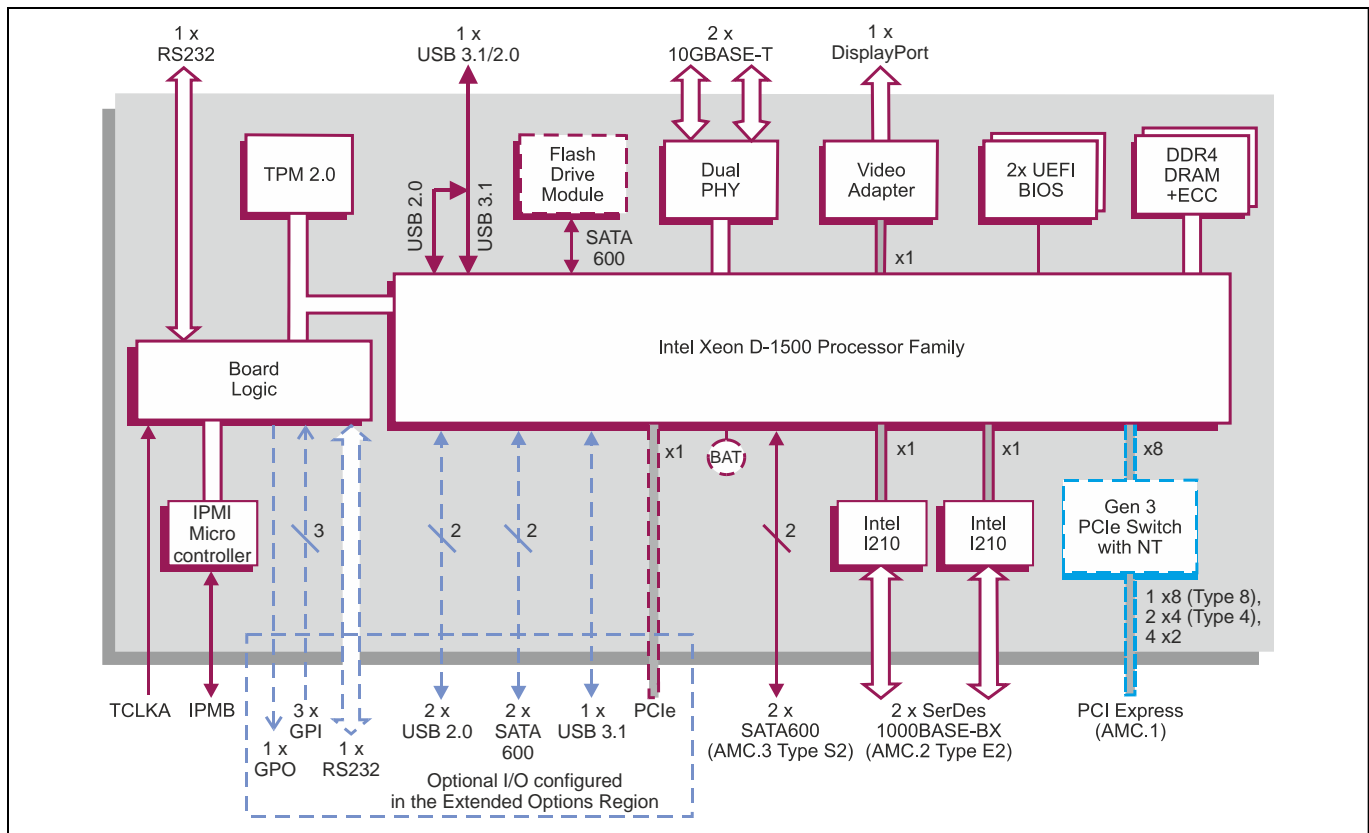 1 x
RS232
1 x
USB 3.1/2.0
2 x
10GBASE-T
1 x
DisplayPort
TPM 2.0
USB 2.0
USB 3.1
Flash
Drive
Module
SATA
600
Dual
PHY
Video
Adapter
x1
2x UEFI
BIOS
DDR4
DRAM
+ECC
Intel Xeon D-1500 Processor Family
Board
Logic
IPMI
Micro
controller
3
2
2
x1
BAT
2
x1
Intel
I210
x1
Intel
I210
x8
Gen 3
PCIe Switch
with NT
1 x8 (Type 8),
2 x4 (Type 4),
4 x2
TCLKA
IPMB
1 x
GPO
3 x
GPI
1 x
RS232
2 x
USB 2.0
2 x
SATA
600
1 x
USB 3.1
PCIe
Optional I/O configured
in the Extended Options Region
2 x
SATA600
(AMC.3 Type S2)
2 x SerDes
1000BASE-BX
(AMC.2 Type E2)
PCI Express
(AMC.1)